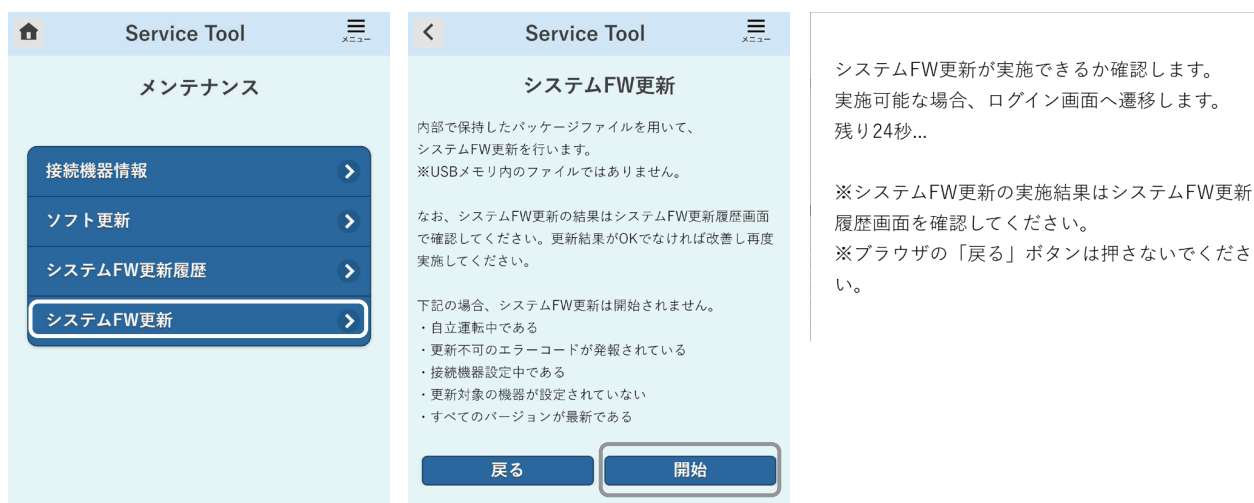 Service Tool
メニュー
メンテナンス
接続機器情報
ソフト更新
システムFW更新履歴
システムFW更新
Service Tool
メニュー
システムFW更新
内部で保持したパッケージファイルを用いて、
システムFW更新を行います。
※USBメモリ内のファイルではありません。
なお、システムFW更新の結果はシステムFW更新履歴画面
で確認してください。更新結果がOKでなければ改善し再度
実施してください。
下記の場合、システムFW更新は開始されません。
・自立運転中である
・更新不可のエラーコードが発報されている
・接続機器設定中である
・更新対象の機器が設定されていない
・すべてのバージョンが最新である
戻る
開始
システムFW更新が実施できるか確認します。
実施可能な場合、ログイン画面へ遷移します。
残り24秒...
※システムFW更新の実施結果はシステムFW更新
履歴画面を確認してください。
※ブラウザの「戻る」ボタンは押さないでくださ
い。